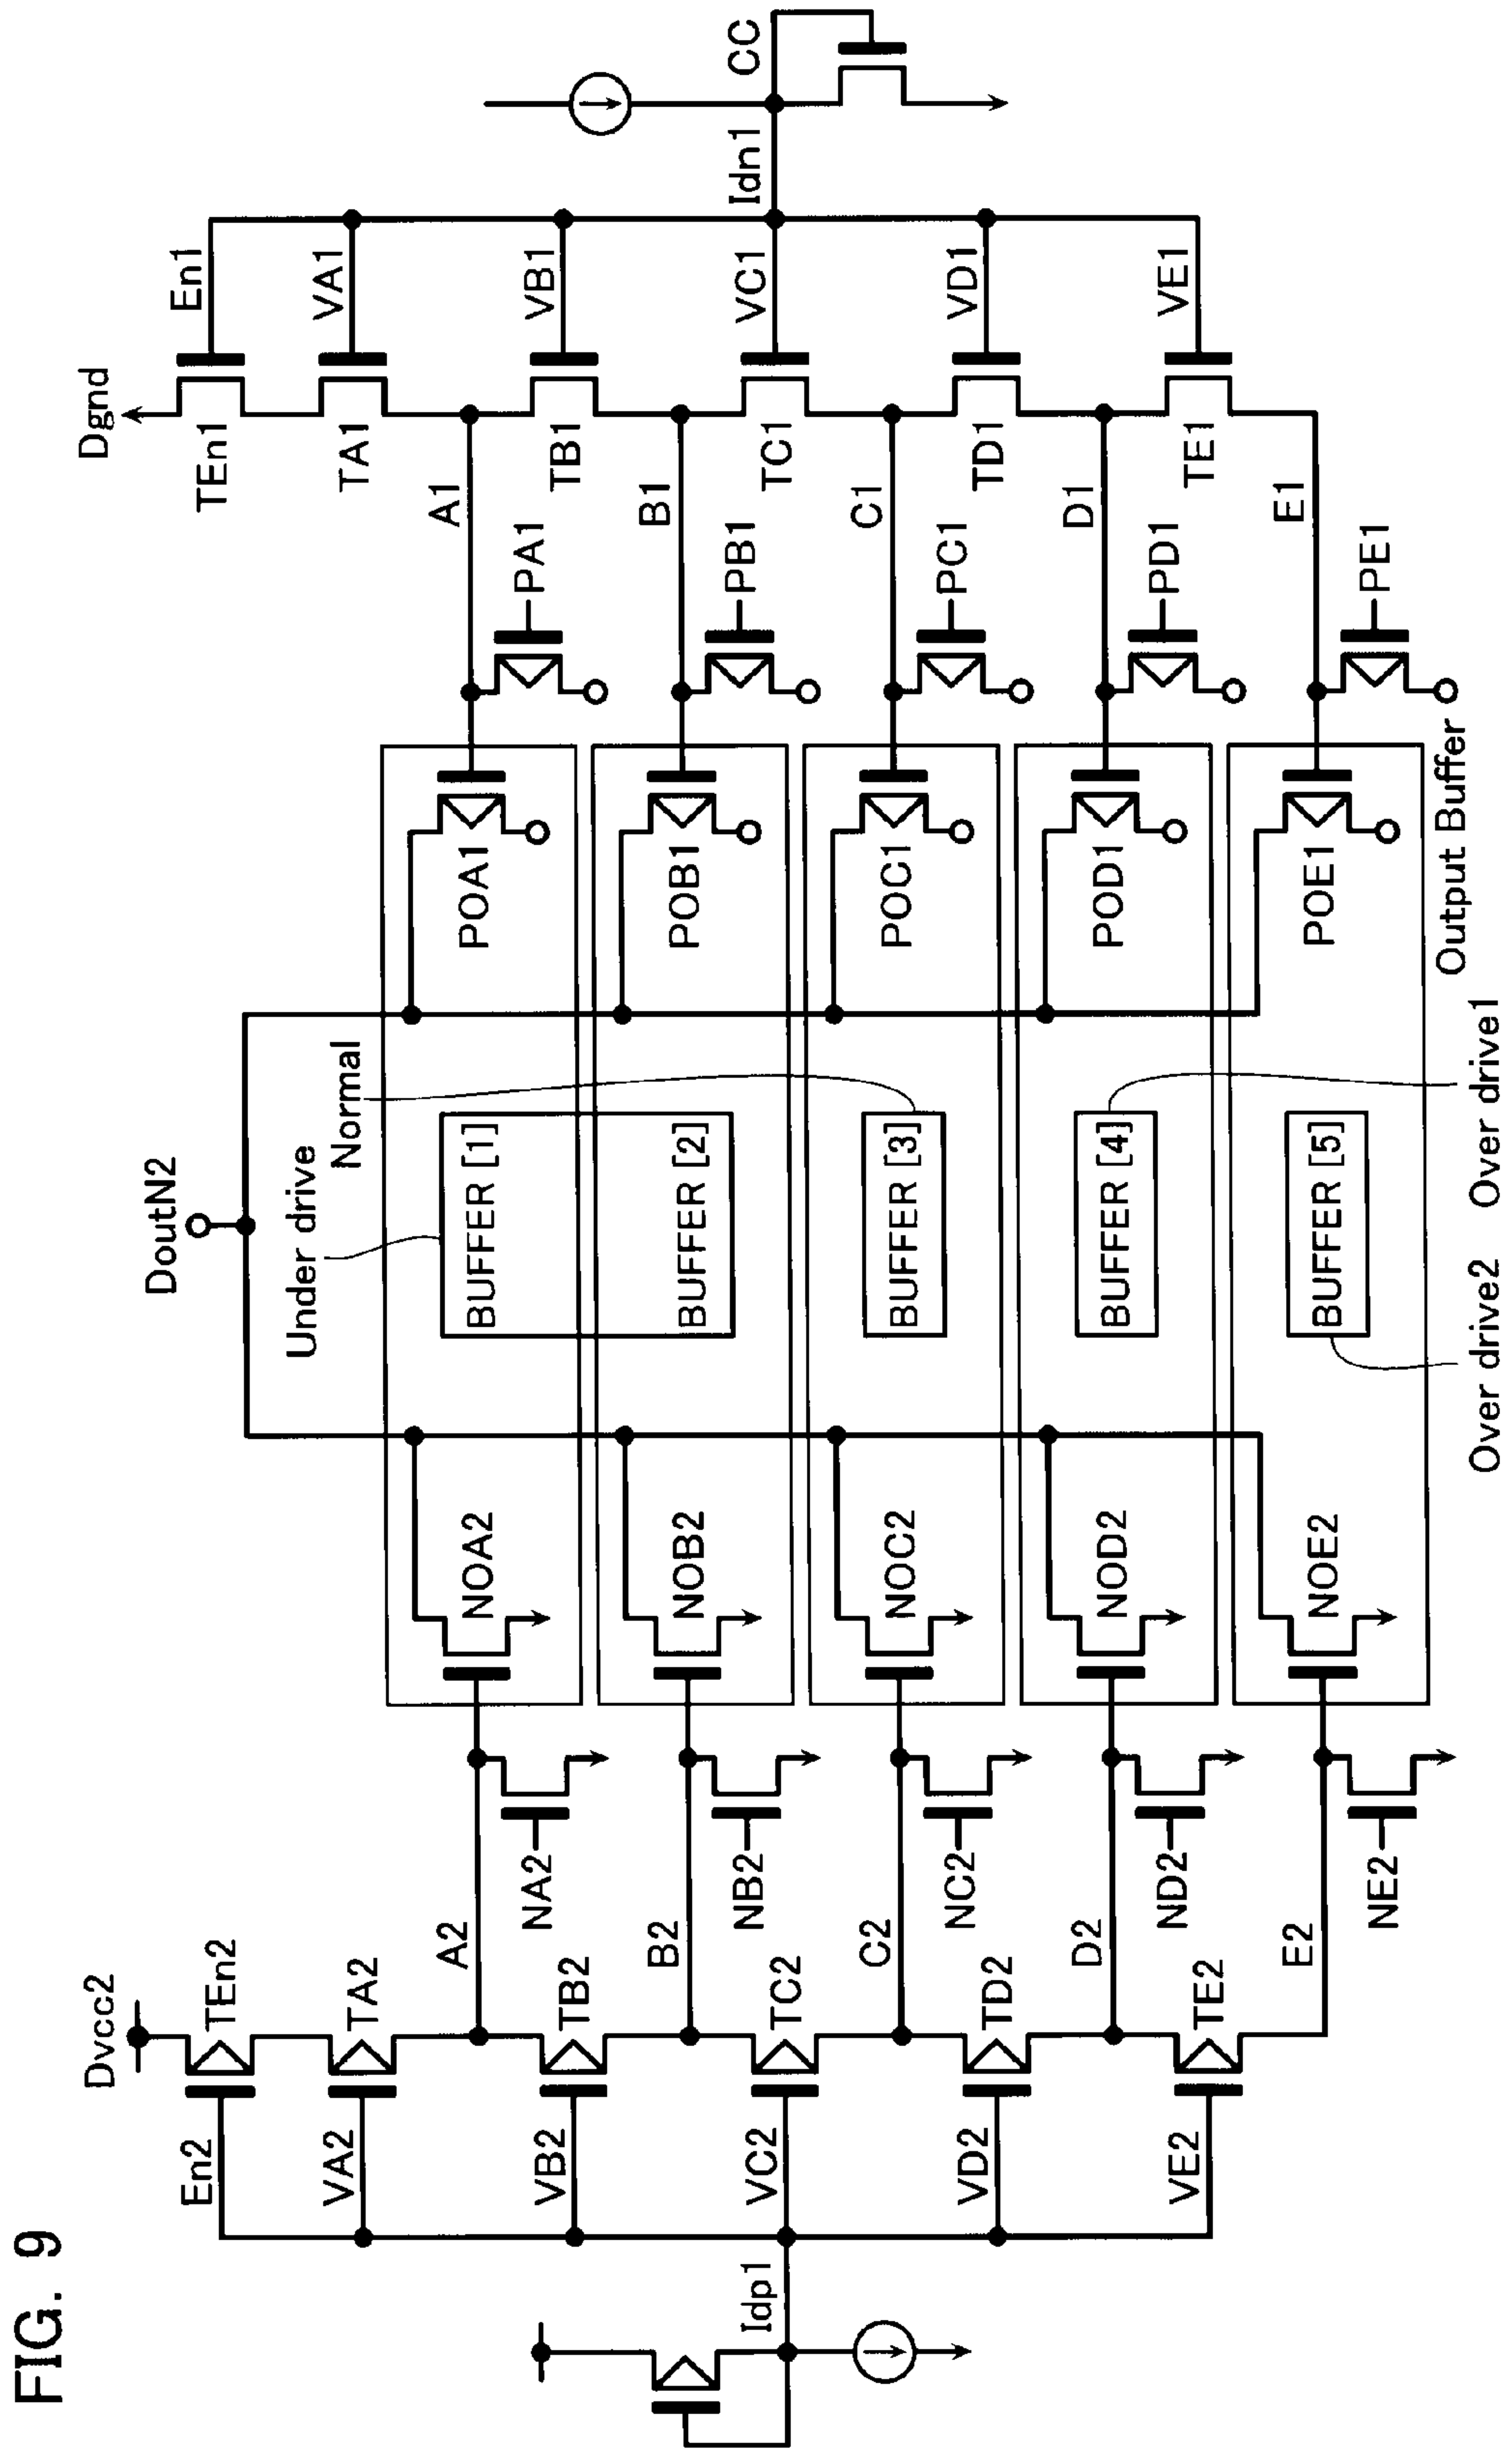 FIG. 9
Dvcc2
DoutN2
Dgnd
En2
TEn2
Under drive
Normal
TEn1
En1
VA2
TA2
TA1
VA1
A2
NOA2
BUFFER [1]
POA1
A1
NA2
PA1
VB2
TB2
TB1
VB1
B2
NOB2
BUFFER [2]
POB1
B1
NB2
PB1
Idp1
VC2
TC2
TC1
VC1
Idn1
CC
C2
NOC2
BUFFER [3]
POC1
C1
NC2
PC1
VD2
TD2
TD1
VD1
D2
NOD2
BUFFER [4]
POD1
D1
ND2
PD1
VE2
TE2
TE1
VE1
E2
NOE2
BUFFER [5]
POE1
E1
NE2
PE1
Output Buffer
Over drive2
Over drive1